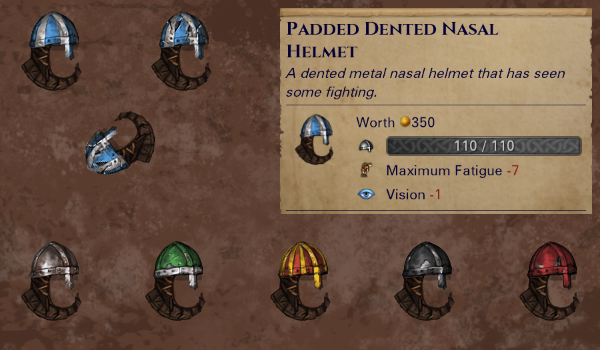 Padded Dented Nasal
Helmet
A dented metal nasal helmet that has seen
some fighting.
Worth 350
110 / 110
Maximum Fatigue -7
Vision -1